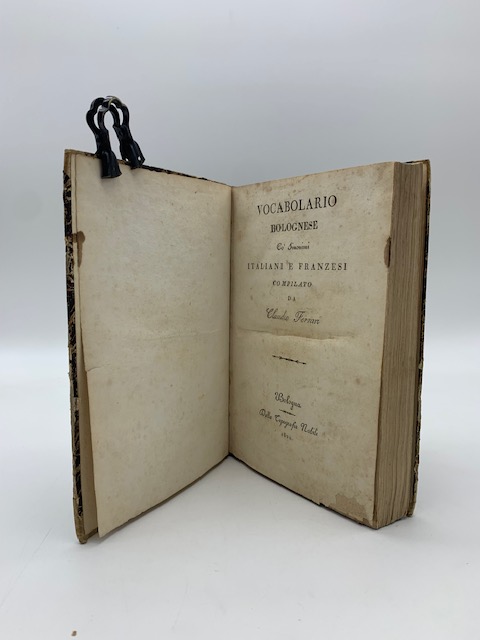 VOCABOLARIO
BOLOGNESE
Co' Sinonimi
ITALIANI E FRANZESI
COMPILATO
DA
Claudio Ferrari
Bologna
Della Tipografia Nobili